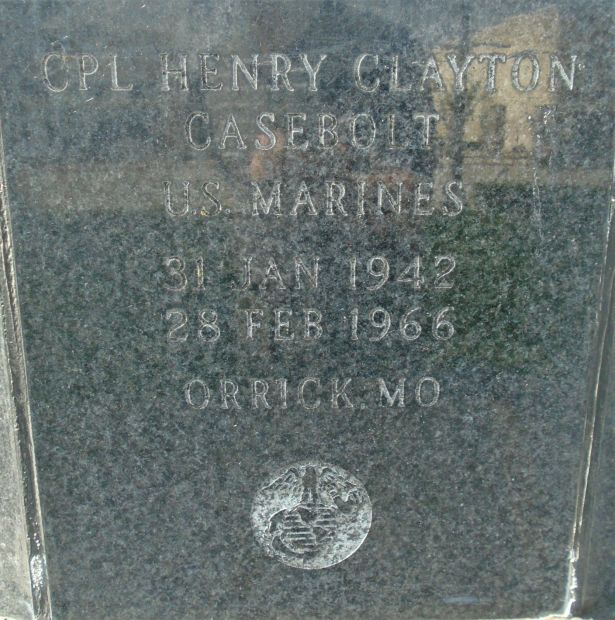 CPL HENRY CLAYTON
CASEBOLT
U.S. MARINES
31 JAN 1942
28 FEB 1966
ORRICK, MO